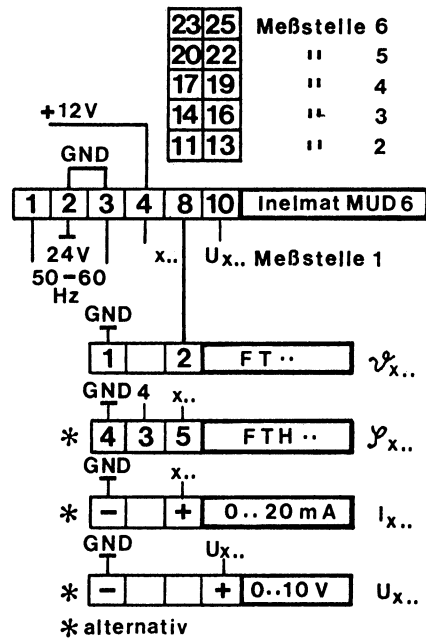 23 25 Meßstelle 6
20 22 " 5
17 19 " 4
14 16 " 3
11 13 " 2
+12V
GND
1 2 3 4 8 10 Inelmat MUD 6
24V x.. Ux.. Meßstelle 1
50-60
Hz
GND
1 2 FT·· ϑx..
GND 4 x..
* 4 3 5 FTH·· φx..
GND x..
* - + 0..20 mA Ix..
GND Ux..
* - + 0..10 V Ux..
* alternativ